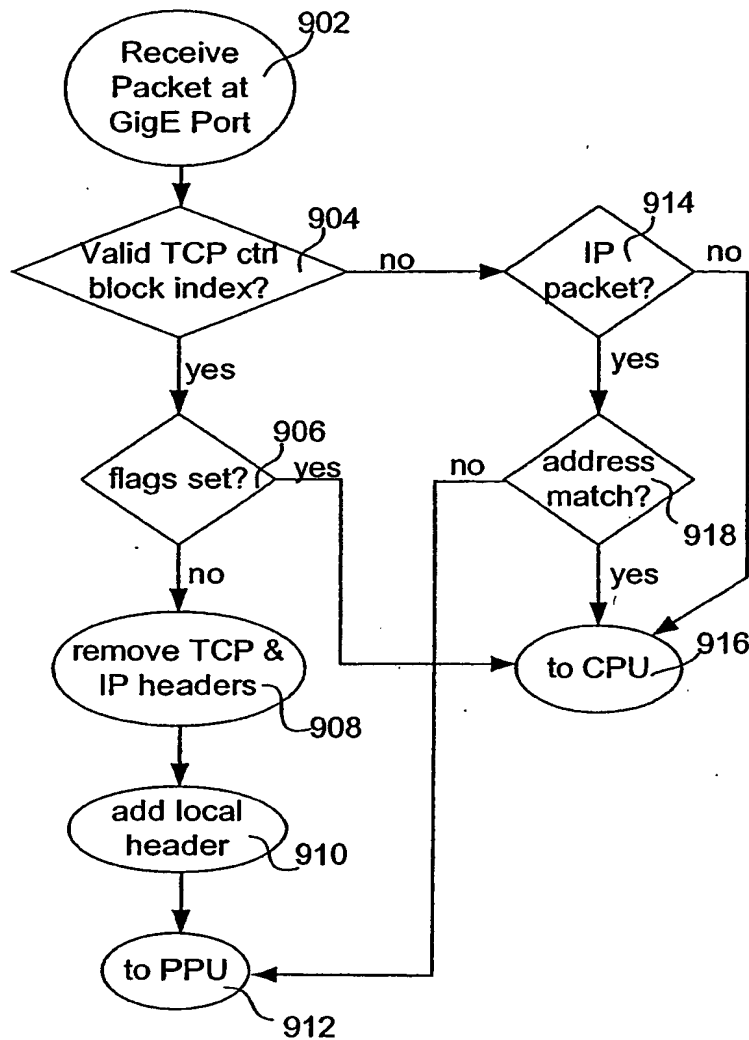 902
Receive
Packet at
GigE Port
904
Valid TCP ctrl
block index?
no
914
IP
packet?
no
yes
yes
906
flags set?
yes
no
address
match?
918
no
yes
remove TCP &
IP headers
908
to CPU
916
add local
header
910
to PPU
912